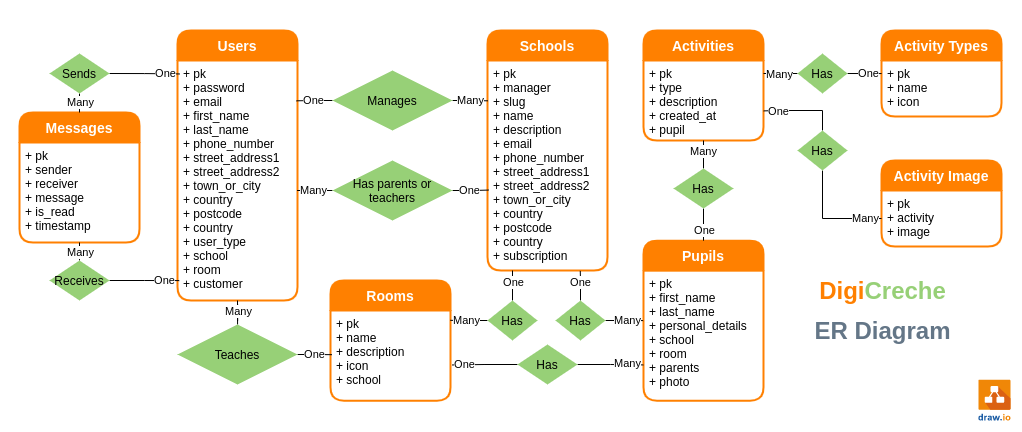 Users
+ pk
+ password
+ email
+ first_name
+ last_name
+ phone_number
+ street_address1
+ street_address2
+ town_or_city
+ country
+ postcode
+ country
+ user_type
+ school
+ room
+ customer
Sends
One
Many
Messages
+ pk
+ sender
+ receiver
+ message
+ is_read
+ timestamp
Many
Receives
One
One
Manages
Many
Many
Has parents or
teachers
One
Schools
+ pk
+ manager
+ slug
+ name
+ description
+ email
+ phone_number
+ street_address1
+ street_address2
+ town_or_city
+ country
+ postcode
+ country
+ subscription
Many
Teaches
One
Rooms
+ pk
+ name
+ description
+ icon
+ school
One
Has
Many
One
Has
Many
One
Has
Many
Activities
+ pk
+ type
+ description
+ created_at
+ pupil
Many
Has
One
Activity Types
+ pk
+ name
+ icon
One
Has
Many
Activity Image
+ pk
+ activity
+ image
Many
Has
One
Pupils
+ pk
+ first_name
+ last_name
+ personal_details
+ school
+ room
+ parents
+ photo
DigiCreche
ER Diagram
draw.io